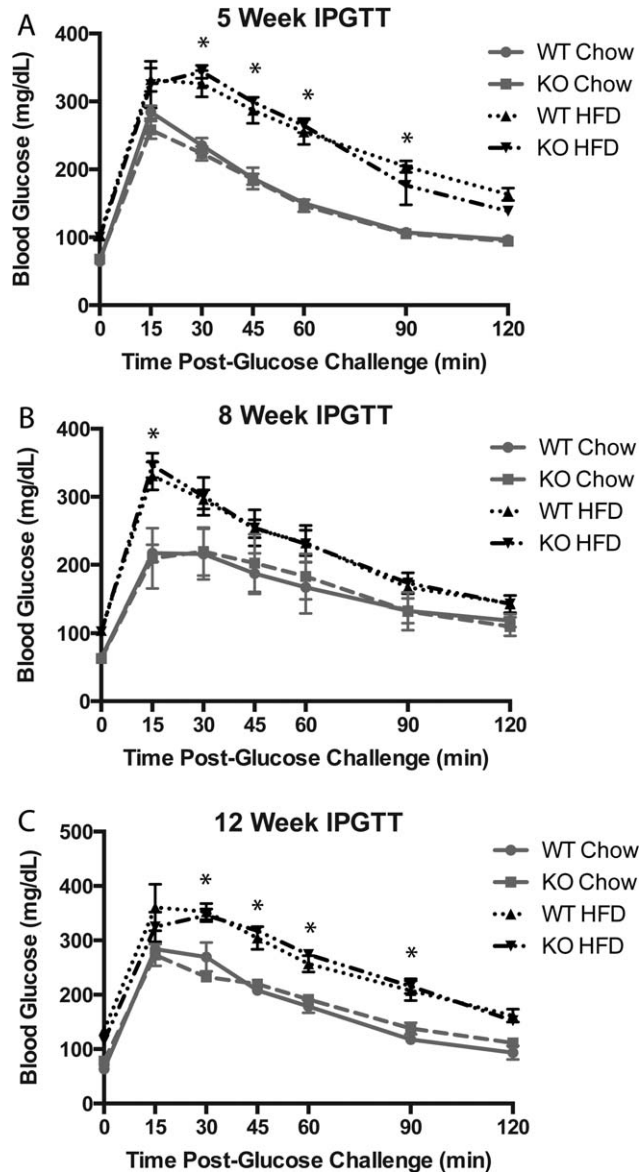 A
5 Week IPGTT
Blood Glucose (mg/dL)
400
300
200
100
0
* * * *
0 15 30 45 60 90 120
Time Post-Glucose Challenge (min)
WT Chow
KO Chow
WT HFD
KO HFD
B
8 Week IPGTT
Blood Glucose (mg/dL)
400
300
200
100
0
*
0 15 30 45 60 90 120
Time Post-Glucose Challenge (min)
WT Chow
KO Chow
WT HFD
KO HFD
C
12 Week IPGTT
Blood Glucose (mg/dL)
500
400
300
200
100
0
* * * *
0 15 30 45 60 90 120
Time Post-Glucose Challenge (min)
WT Chow
KO Chow
WT HFD
KO HFD